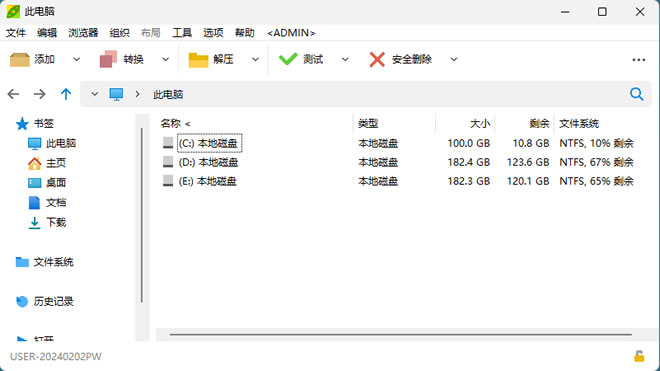 此电脑
文件 编辑 浏览器 组织 布局 工具 选项 帮助 <ADMIN>
添加 转换 解压 测试 安全删除
此电脑
书签
此电脑
主页
桌面
文档
下载
文件系统
历史记录
打开
名称 < 类型 大小 剩余 文件系统
(C:) 本地磁盘 本地磁盘 100.0 GB 10.8 GB NTFS, 10% 剩余
(D:) 本地磁盘 本地磁盘 182.4 GB 123.6 GB NTFS, 67% 剩余
(E:) 本地磁盘 本地磁盘 182.3 GB 120.1 GB NTFS, 65% 剩余
USER-20240202PW